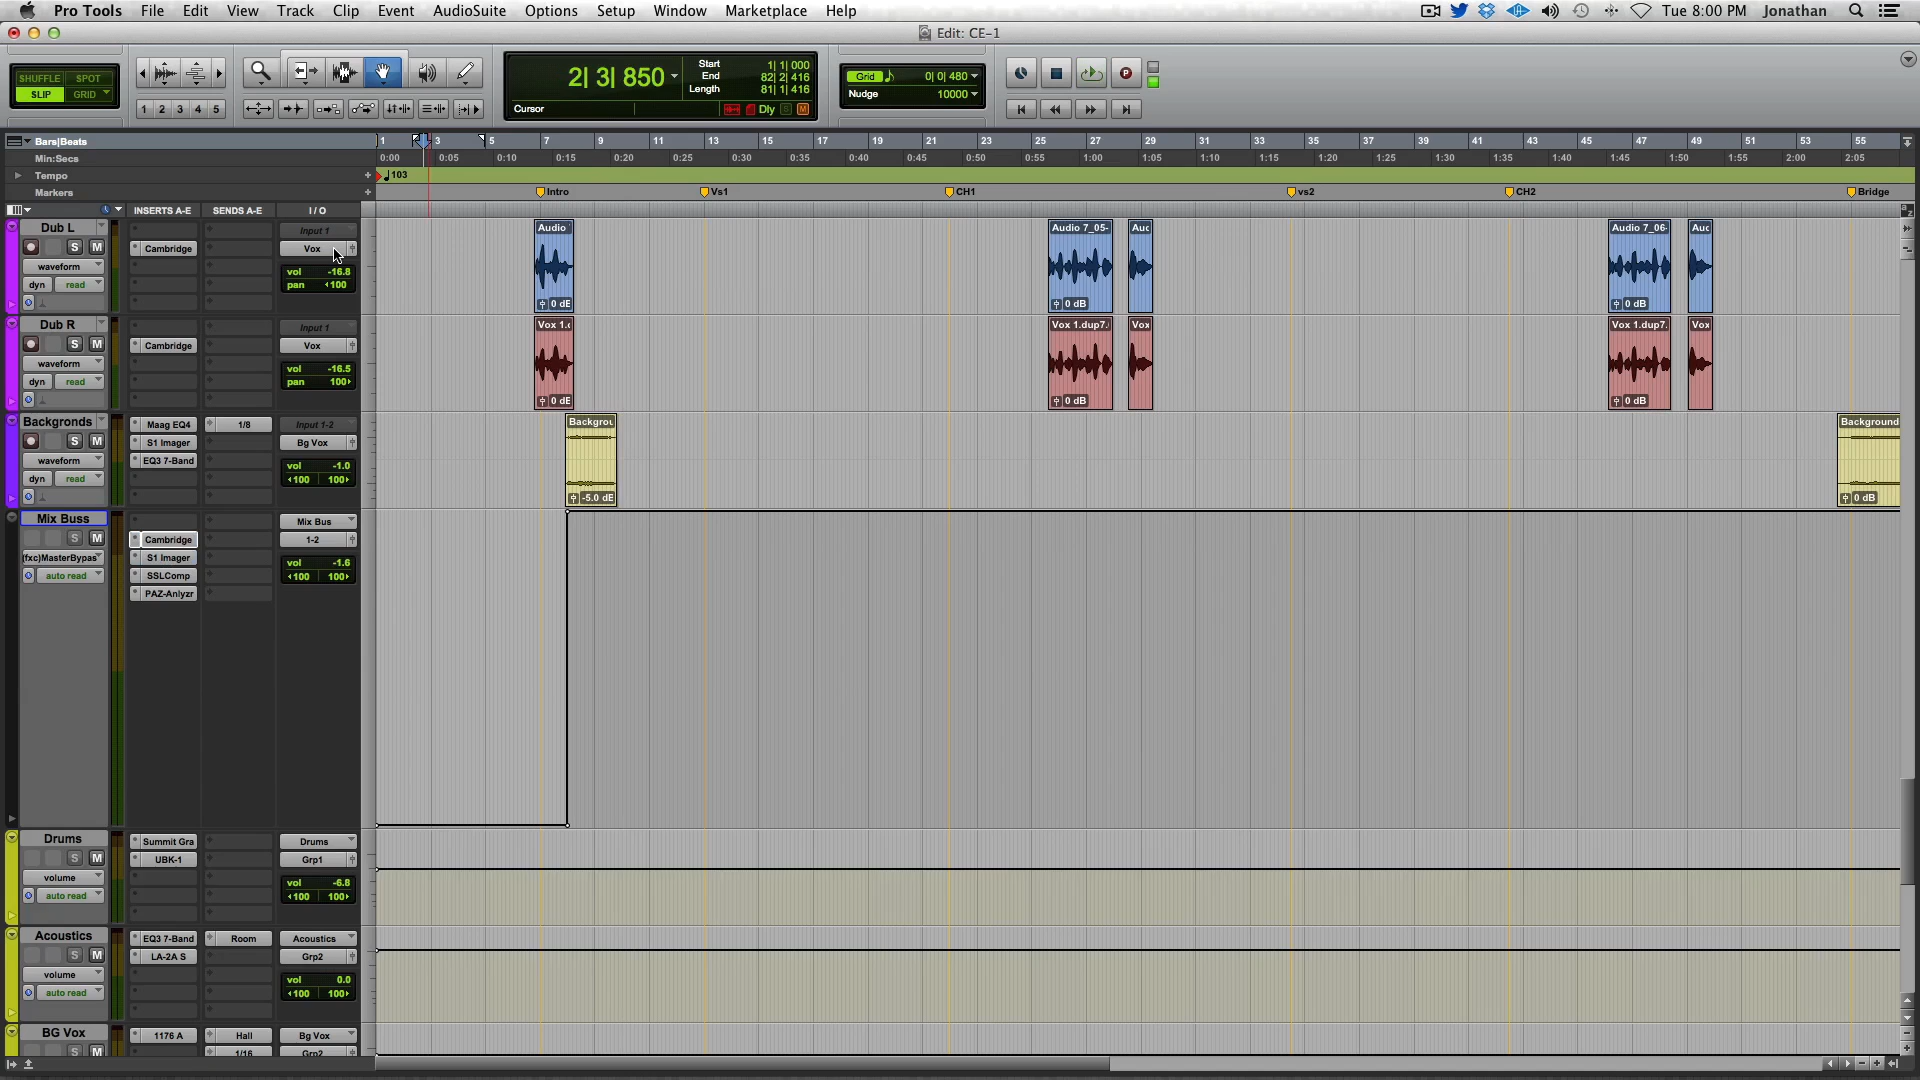 Pro Tools File Edit View Track Clip Event AudioSuite Options Setup Window Marketplace Help Tue 8:00 PM Jonathan
Edit: CE-1
SHUFFLE SPOT
SLIP GRID
1 2 3 4 5
2| 3| 850
Start 1| 1| 000
End 82| 2| 416
Length 81| 1| 416
Cursor Dly S M
Grid 0| 0| 480
Nudge 10000
P
Bars|Beats 1 3 5 7 9 11 13 15 17 19 21 23 25 27 29 31 33 35 37 39 41 43 45 47 49 51 53 55
Min:Secs 0:00 0:05 0:10 0:15 0:20 0:25 0:30 0:35 0:40 0:45 0:50 0:55 1:00 1:05 1:10 1:15 1:20 1:25 1:30 1:35 1:40 1:45 1:50 1:55 2:00 2:05
Tempo 103
Markers Intro Vs1 CH1 vs2 CH2 Bridge
INSERTS A-E SENDS A-E I / O
Dub L Input 1 Audio Audio 7_05- Auc Audio 7_06- Auc
S M Cambridge Vox
waveform vol -16.8
dyn read pan 100
0 dE 0 dB 0 dB
Dub R Input 1 Vox 1.c Vox 1.dup7. Vox Vox 1.dup7. Vox
S M Cambridge Vox
waveform vol -16.5
dyn read pan 100
0 dE 0 dB 0 dB
Backgronds Maag EQ4 1/8 Input 1-2 Backgrou Background
S M S1 Imager Bg Vox
waveform EQ3 7-Band vol -1.0
dyn read 100 100
-5.0 dE 0 dB
Mix Buss Mix Bus
S M Cambridge 1-2
(fxc)MasterBypas S1 Imager vol -1.6
auto read SSLComp 100 100
PAZ-Anlyzr
Drums Summit Gra Drums
S M UBK-1 Grp1
volume vol -6.8
auto read 100 100
Acoustics EQ3 7-Band Room Acoustics
S M LA-2A S Grp2
volume vol 0.0
auto read 100 100
BG Vox 1176 A Hall Bg Vox
S M 1/16 Grp2